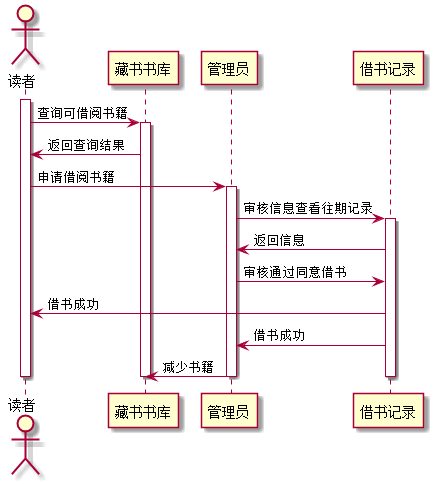 读者
藏书书库
管理员
借书记录
查询可借阅书籍
返回查询结果
申请借阅书籍
审核信息查看往期记录
返回信息
审核通过同意借书
借书成功
借书成功
减少书籍
读者
藏书书库
管理员
借书记录